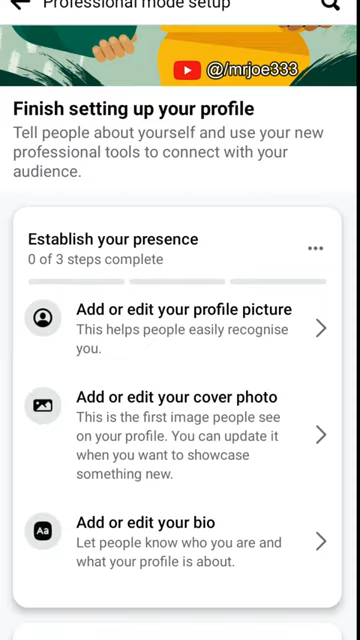 Professional mode setup
@/mrjoe333
Finish setting up your profile
Tell people about yourself and use your new
professional tools to connect with your
audience.
Establish your presence
0 of 3 steps complete
Add or edit your profile picture
This helps people easily recognise
you.
Add or edit your cover photo
This is the first image people see
on your profile. You can update it
when you want to showcase
something new.
Aa
Add or edit your bio
Let people know who you are and
what your profile is about.